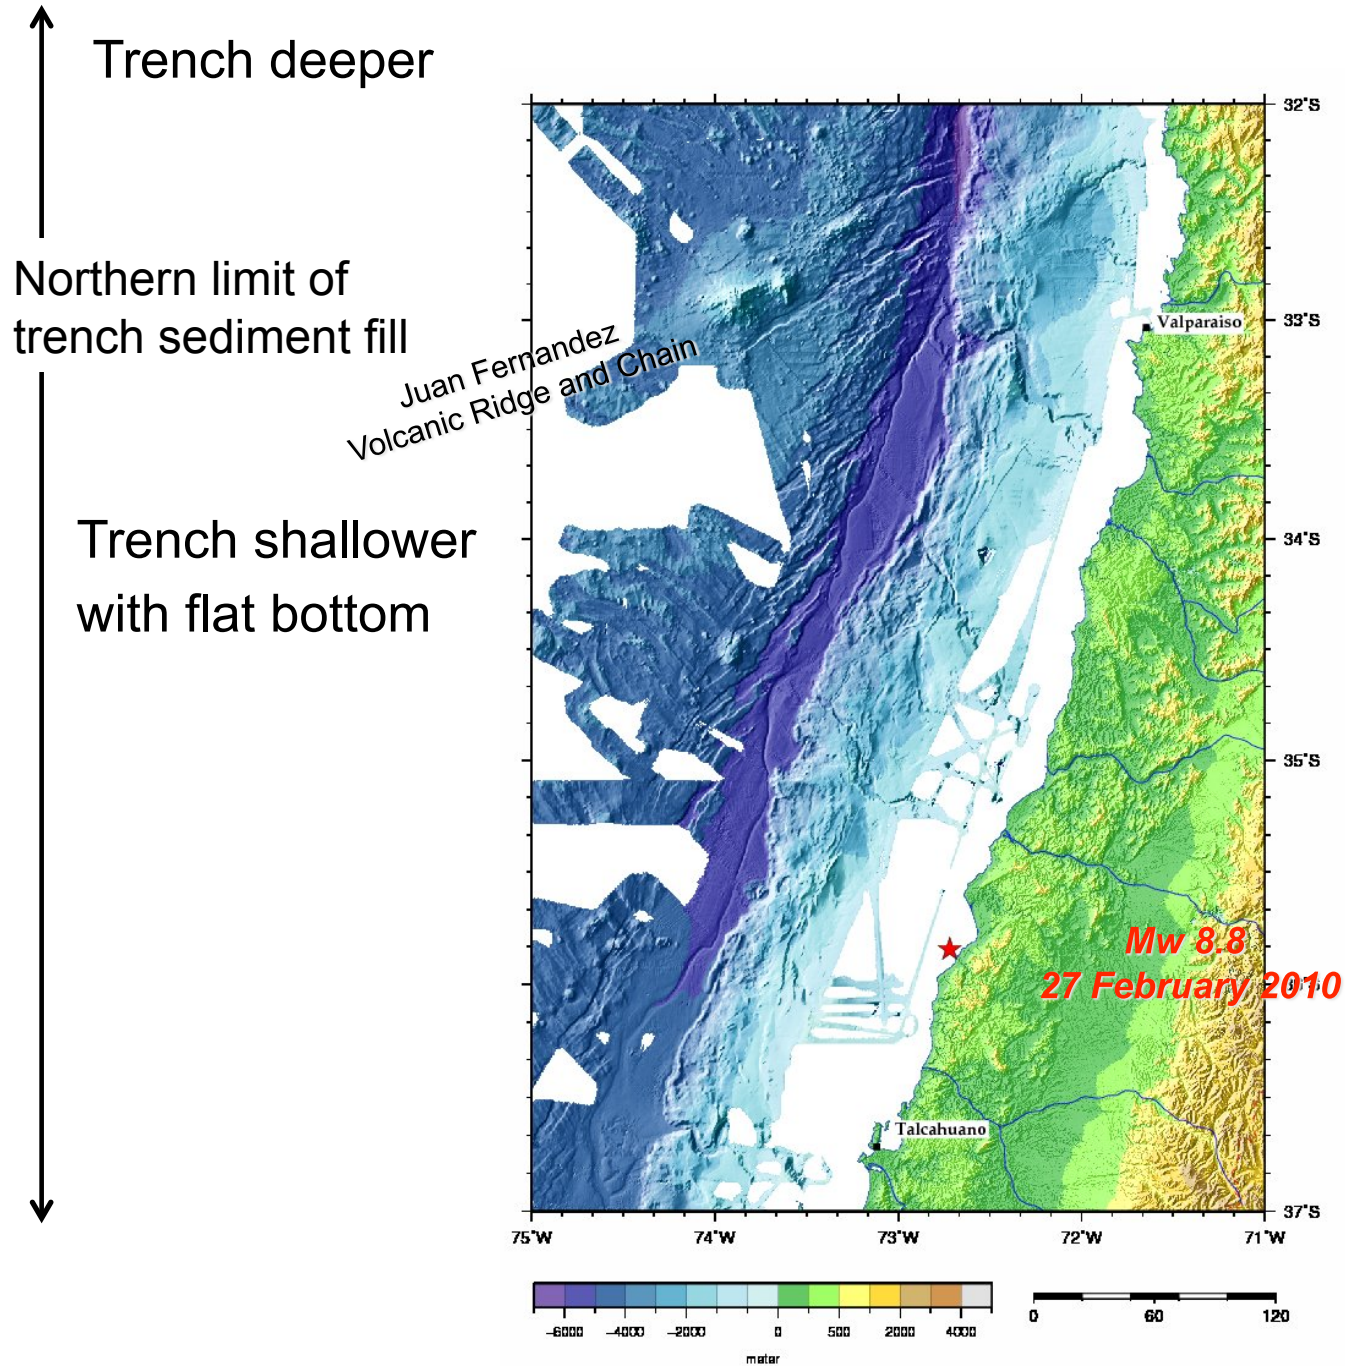 Trench deeper
32°S
Northern limit of
trench sediment fill
Valparaiso
33°S
Juan Fernandez
Volcanic Ridge and Chain
Trench shallower
with flat bottom
34°S
35°S
Mw 8.8
27 February 2010
36°S
Talcahuano
37°S
75°W 74°W 73°W 72°W 71°W
-6000 -4000 -2000 0 500 2000 4000
0 60 120
meter